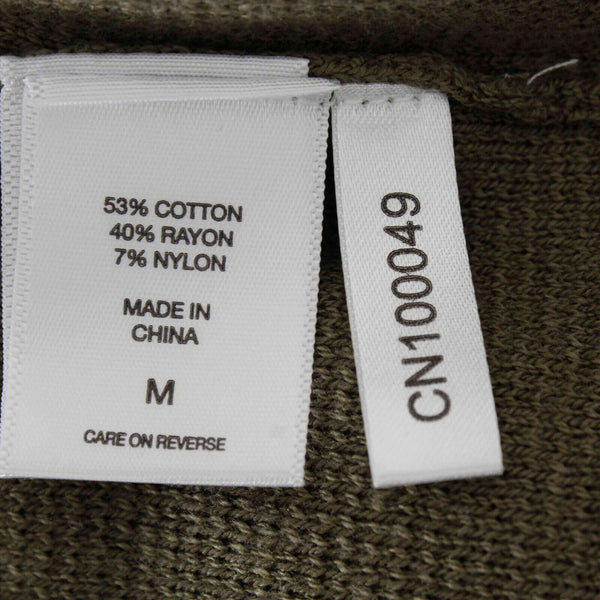 53% COTTON
40% RAYON
7% NYLON
MADE IN
CHINA
M
CARE ON REVERSE
CN100049